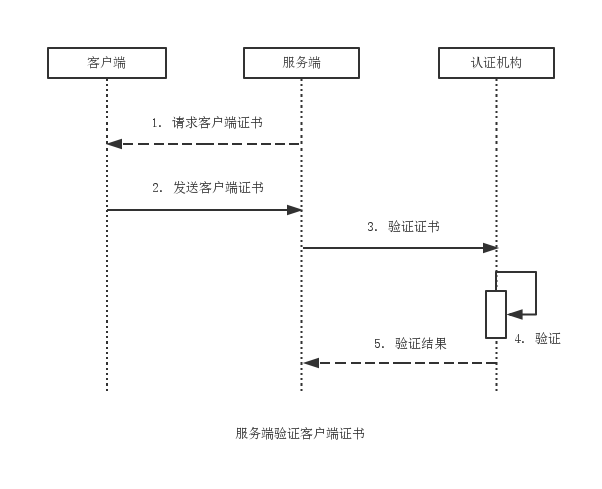 客户端
服务端
认证机构
1. 请求客户端证书
2. 发送客户端证书
3. 验证证书
4. 验证
5. 验证结果
服务端验证客户端证书